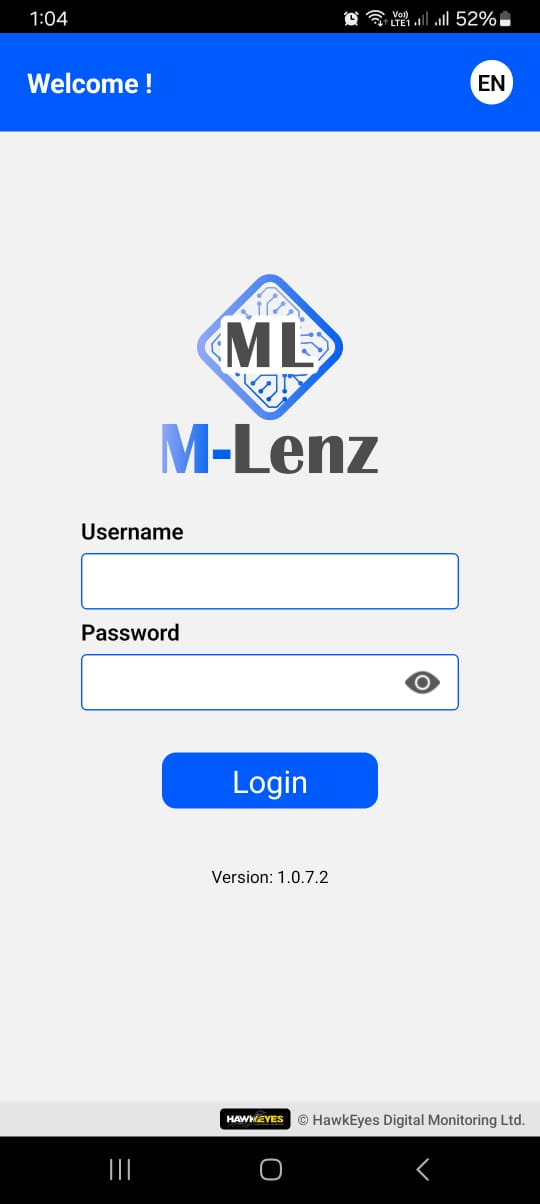 1:04
Vo)) LTE1 52%
Welcome !
EN
ML
M-Lenz
Username
Password
Login
Version: 1.0.7.2
HAWKEYES © HawkEyes Digital Monitoring Ltd.